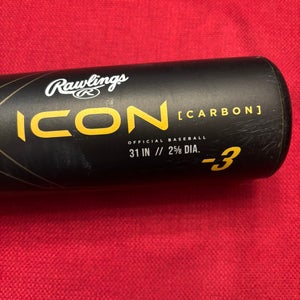 Rawlings
R
ICON [CARBON]
OFFICIAL BASEBALL
31 IN // 2⅝ DIA.
-3